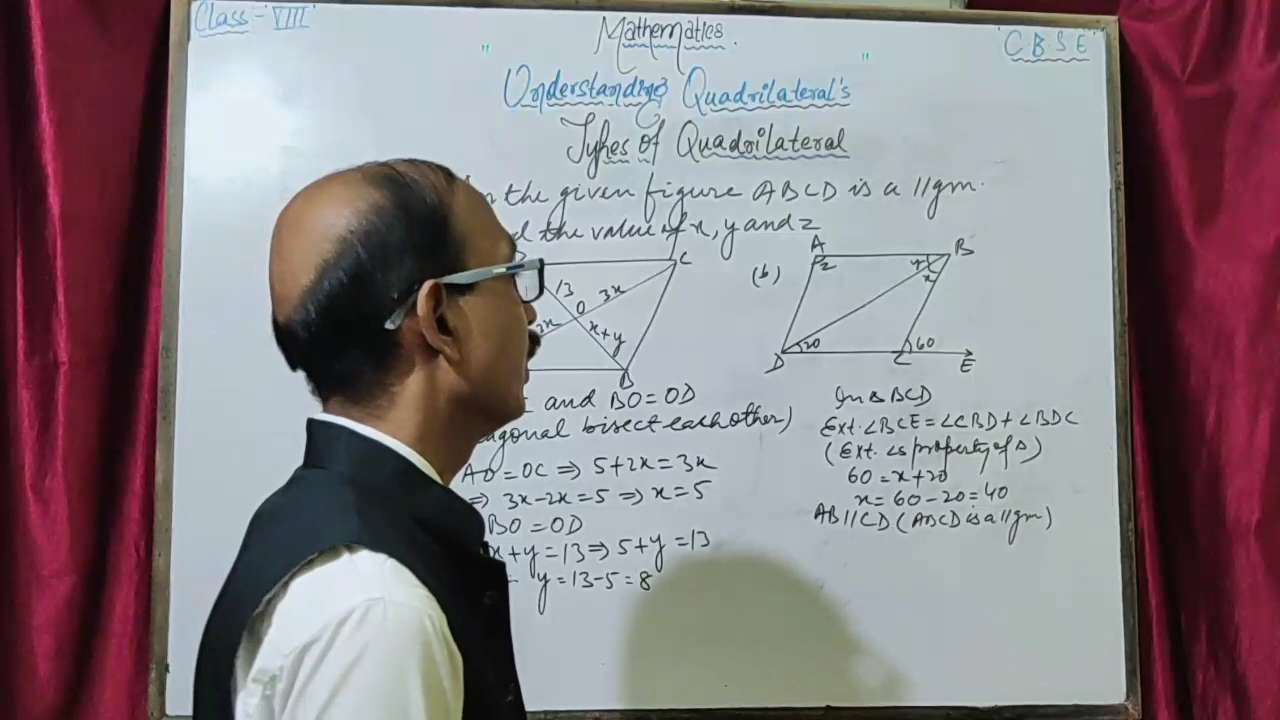 Class - 'VIII'
Mathematics.
'C B S E'
" Understanding Quadrilateral's "
Types of Quadrilateral
the given figure ABCD is a //gm.
the value of x, y and z
C
13
O
3x
2x
x+y
B
(b)
A
B
z
y
x
D
20
C
60
E
and BO = OD
bisect each other)
AO = OC ⇒ 5+2x = 3x
⇒ 3x-2x = 5 ⇒ x = 5
BO = OD
x+y = 13 ⇒ 5+y = 13
y = 13-5 = 8
In △ BCD
Ext. ∠BCE = ∠CBD + ∠BDC
(Ext. ∠s property of △)
60 = x+20
x = 60-20 = 40
AB // CD (ABCD is a //gm)